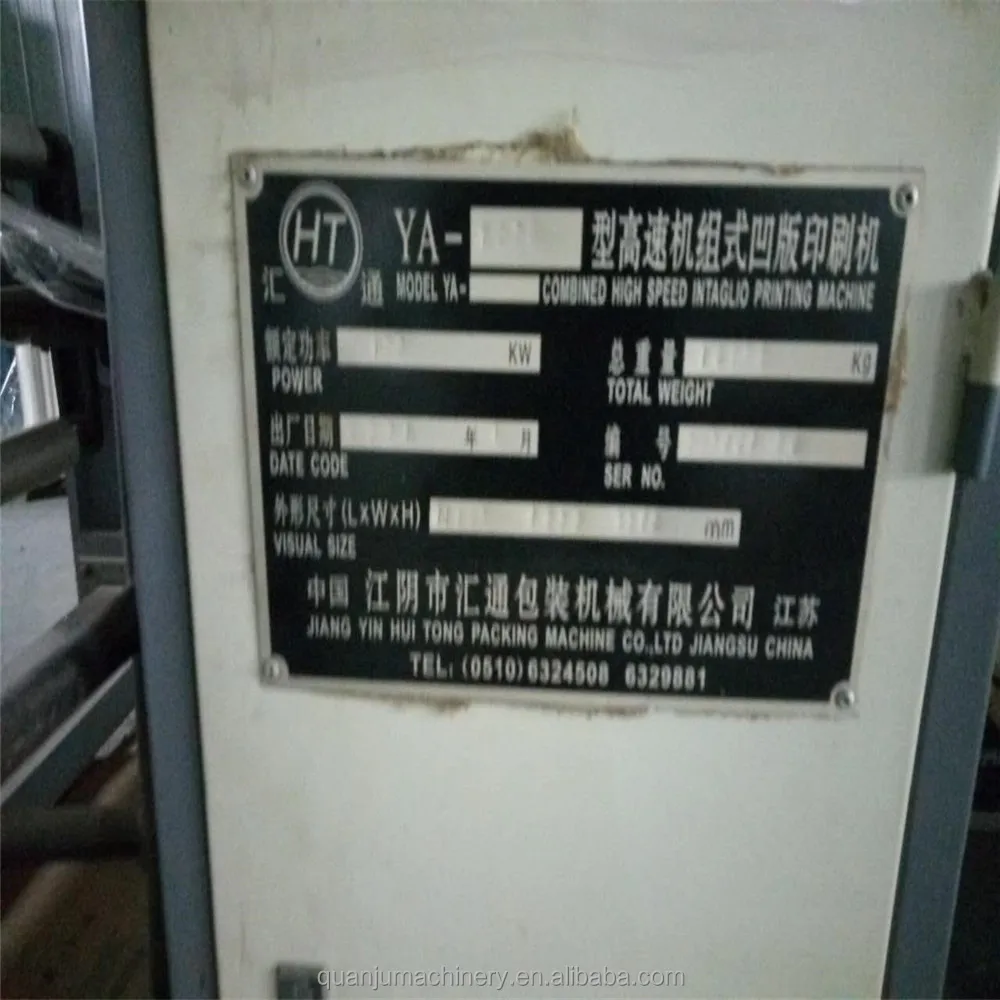 HT
汇 通
YA- 型高速机组式凹版印刷机
MODEL YA- COMBINED HIGH SPEED INTAGLIO PRINTING MACHINE
额定功率 KW 总重量 Kg
POWER TOTAL WEIGHT
出厂日期 年 月 编 号
DATE CODE SER NO.
外形尺寸(LxWxH) mm
VISUAL SIZE
中国 江阴市汇通包装机械有限公司 江苏
JIANG YIN HUI TONG PACKING MACHINE CO.,LTD JIANGSU CHINA
TEL: (0510) 6324508 6329881
quanjumachinery.en.alibaba.com